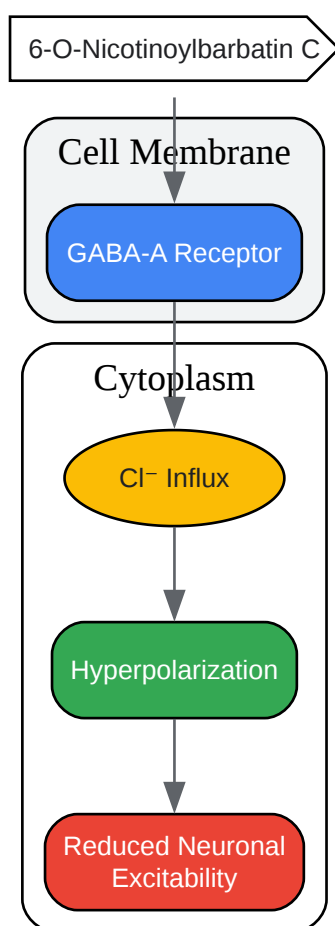 6-O-Nicotinoylbarbatin C
Cell Membrane
GABA-A Receptor
Cytoplasm
Cl⁻ Influx
Hyperpolarization
Reduced Neuronal
Excitability